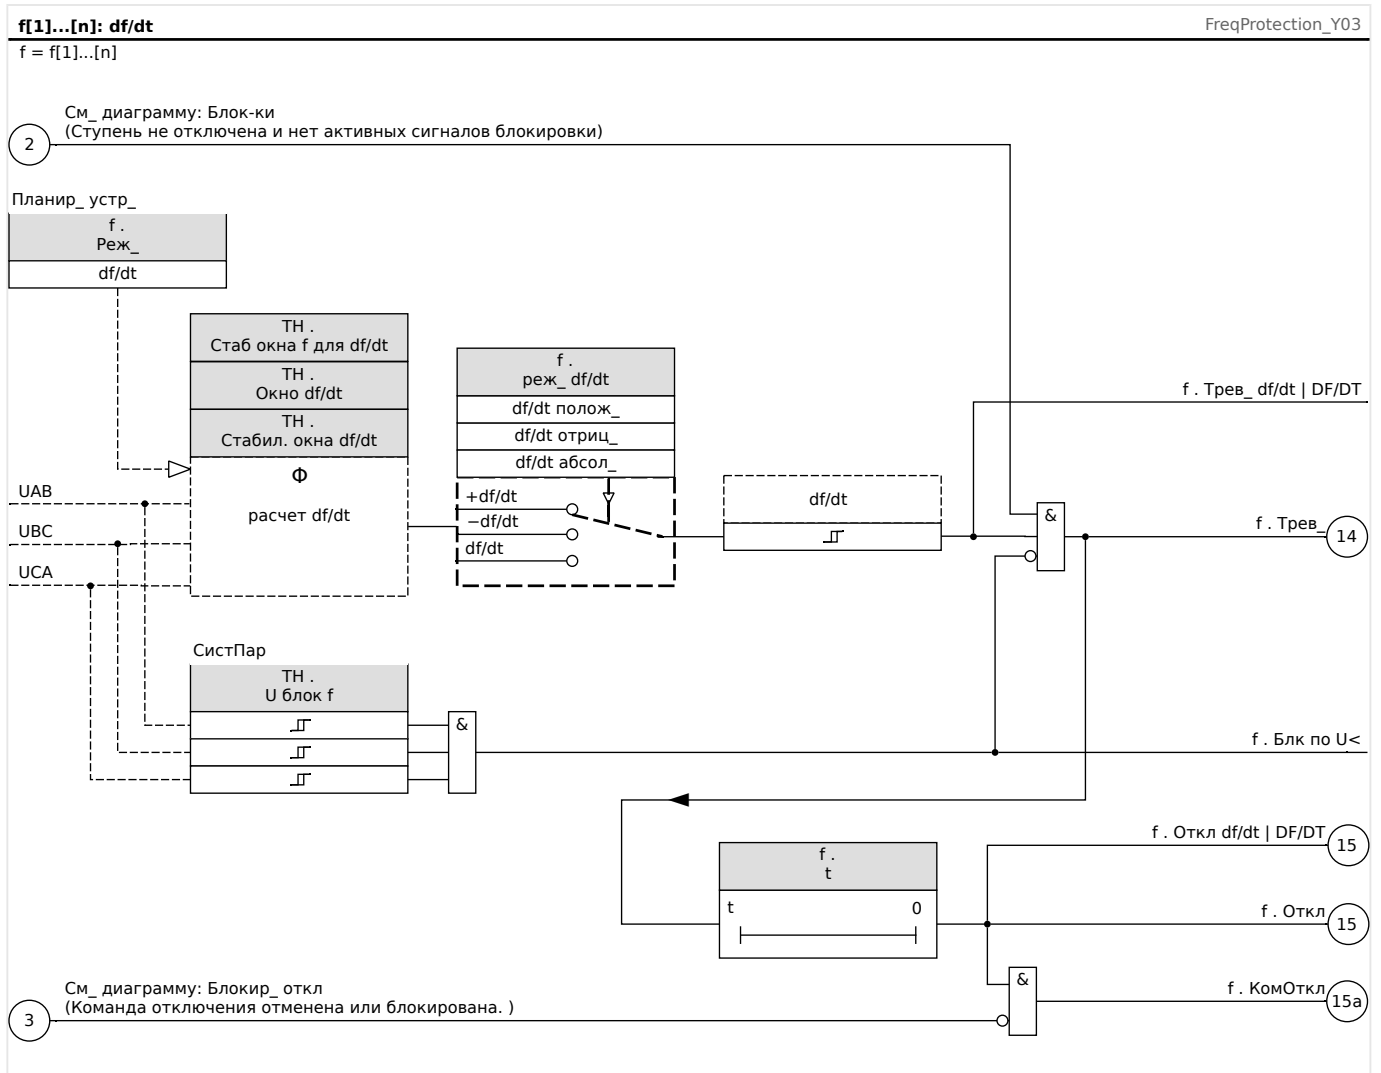 f[1]...[n]: df/dt
FreqProtection_Y03
f = f[1]...[n]
См_ диаграмму: Блок-ки
(Ступень не отключена и нет активных сигналов блокировки)
2
Планир_ устр_
f .
Реж_
df/dt
ТН .
Стаб окна f для df/dt
ТН .
Окно df/dt
ТН .
Стабил. окна df/dt
Φ
расчет df/dt
f .
реж_ df/dt
df/dt полож_
df/dt отриц_
df/dt абсол_
+df/dt
−df/dt
df/dt
df/dt
f . Трев_ df/dt | DF/DT
&
f . Трев_
14
UAB
UBC
UCA
СистПар
ТН .
U блок f
&
f . Блк по U<
f . Откл df/dt | DF/DT
15
f .
t
t
0
f . Откл
15
См_ диаграмму: Блокир_ откл
(Команда отключения отменена или блокирована. )
3
&
f . КомОткл
15a